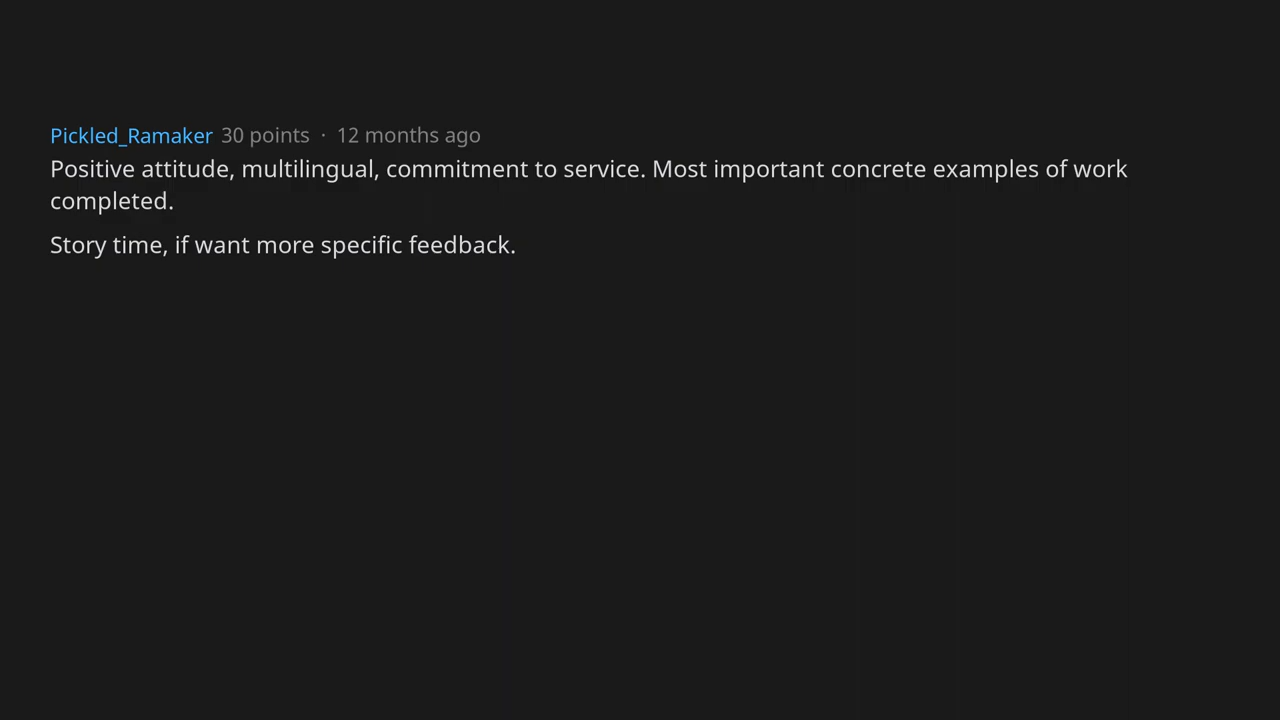 Pickled_Ramaker 30 points · 12 months ago
Positive attitude, multilingual, commitment to service. Most important concrete examples of work
completed.
Story time, if want more specific feedback.